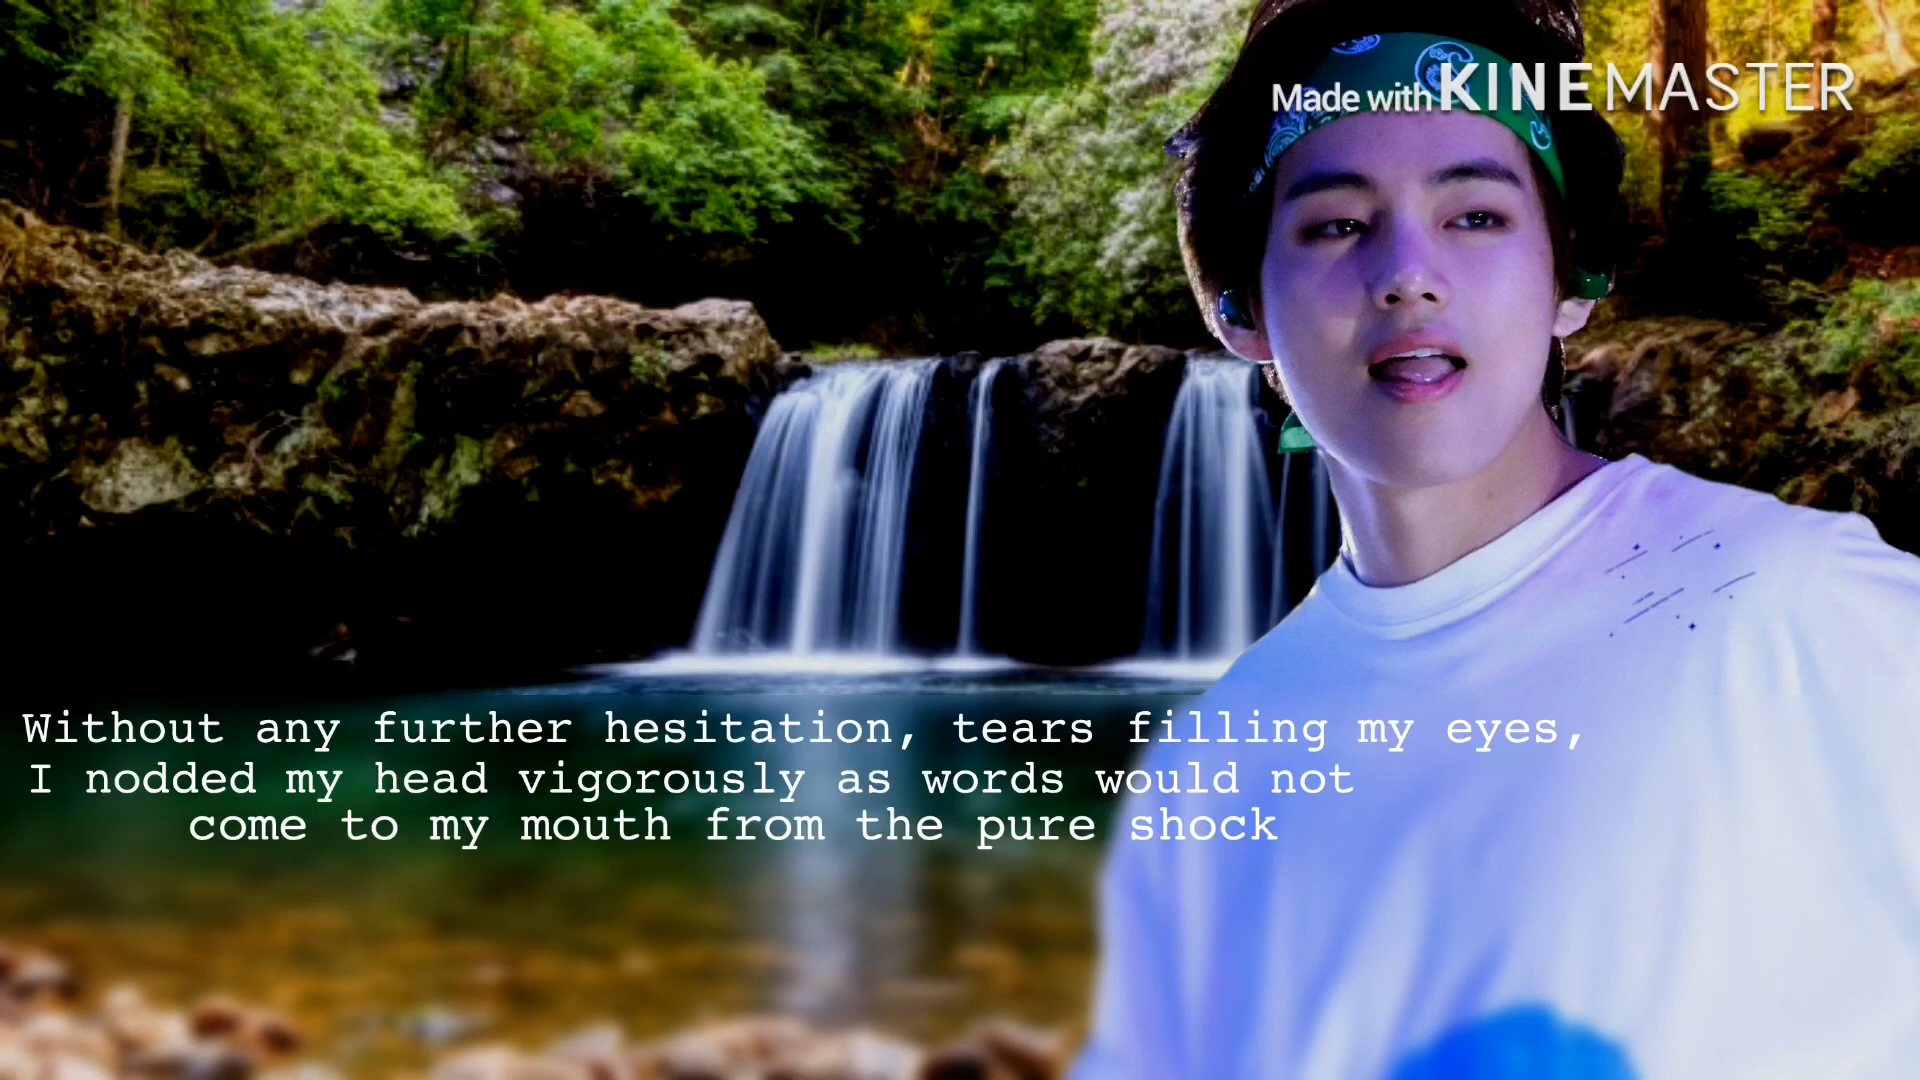 Made with KINEMASTER
Without any further hesitation, tears filling my eyes,
I nodded my head vigorously as words would not
come to my mouth from the pure shock